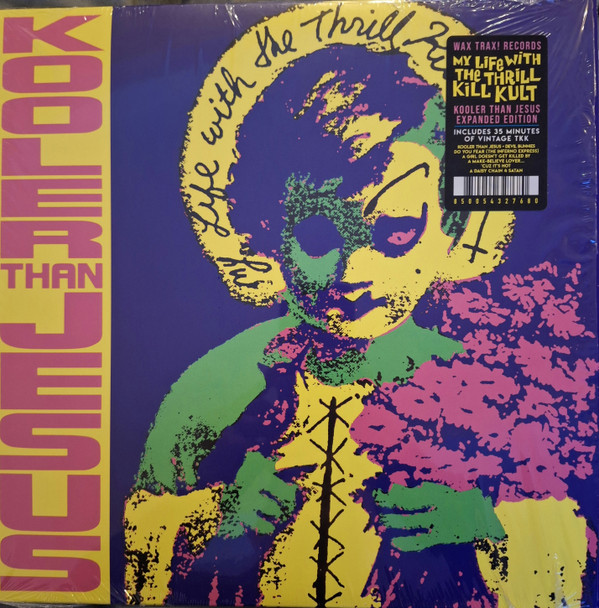 KOOLER
THAN
JESUS
My Life with the Thrill
WAX TRAX! RECORDS
MY LIFE WITH
THE THRILL
KILL KULT
KOOLER THAN JESUS
EXPANDED EDITION
INCLUDES 35 MINUTES
OF VINTAGE TKK
KOOLER THAN JESUS • DEVIL BUNNIES
DO YOU FEAR (THE INFERNO EXPRESS)
A GIRL DOESN'T GET KILLED BY
A MAKE-BELIEVE LOVER...
'CUZ IT'S HOT
A DAISY CHAIN 4 SATAN
850056327600